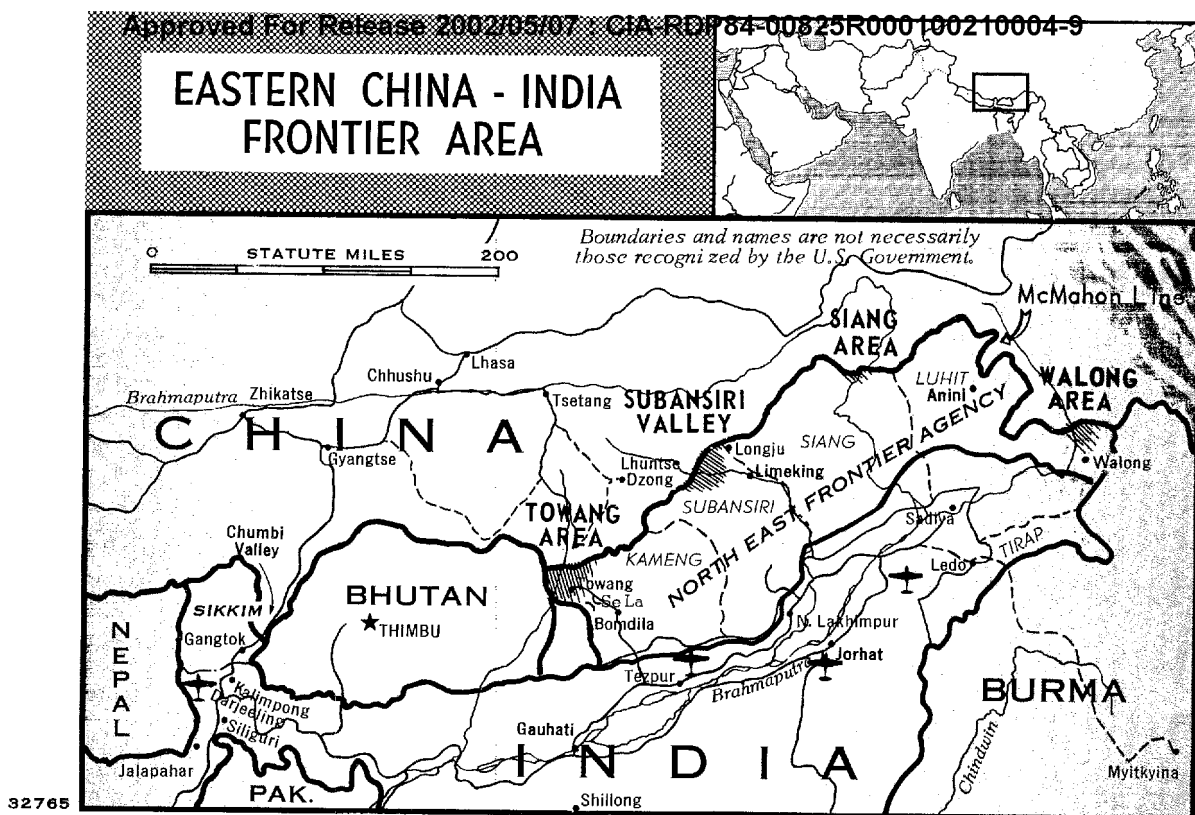 Approved For Release 2002/05/07 : CIA-RDP84-00825R000100210004-9
EASTERN CHINA - INDIA
FRONTIER AREA
0 STATUTE MILES 200
Boundaries and names are not necessarily
those recognized by the U.S. Government.
McMahon Line
SIANG
AREA
Lhasa
Chhushu
LUHIT
Aninl
WALONG
AREA
Brahmaputra
Zhikatse
Tsetang
SUBANSIRI
VALLEY
CHINA
SIANG
Longju
Gyangtse
Lhuntse
Dzong
Limeking
Walong
NORTH EAST FRONTIER AGENCY
SUBANSIRI
TOWANG
AREA
Sadiya
Chumbi
Valley
KAMENG
TIRAP
Ledo
BHUTAN
Towang
Se La
SIKKIM
THIMBU
Bomdila
N. Lakhimpur
NEPAL
Gangtok
Jorhat
Tezpur
Brahmaputra
BURMA
Kalimpong
Darjeeling
Siliguri
Gauhati
INDIA
Chindwin
Jalapahar
Myitkyina
PAK.
Shillong
32765